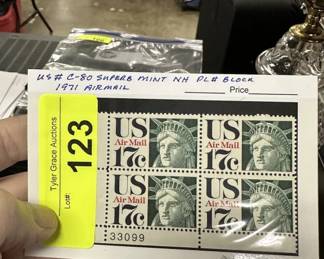 US# C-80 SUPERB MINT NH PL# BLOCK
1971 AIRMAIL
Price
Tyler Grace Auctions
Lot#
123
US
Air Mail
17c
US
Air Mail
17c
US
Air Mail
17c
US
Air Mail
17c
33099